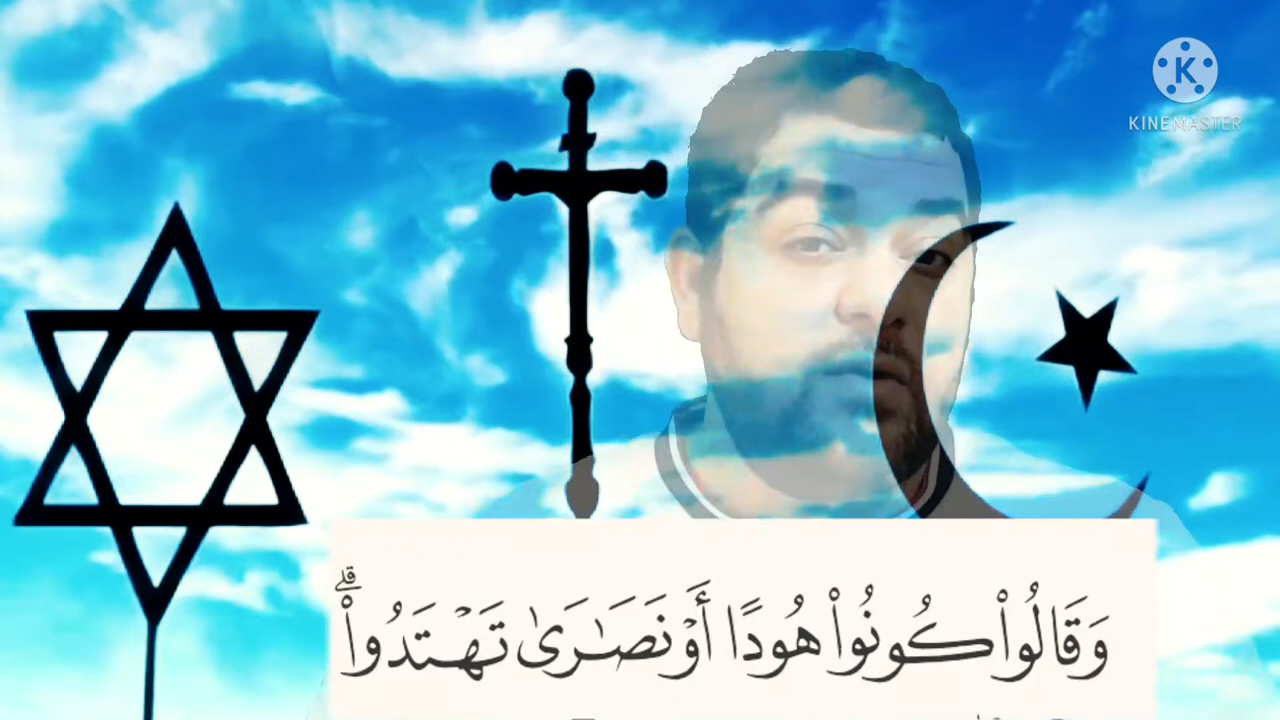 K
KINEMASTER
وَقَالُوا۟ كُونُوا۟ هُودًا أَوْ نَصَـٰرَىٰ تَهْتَدُوا۟ ۗ